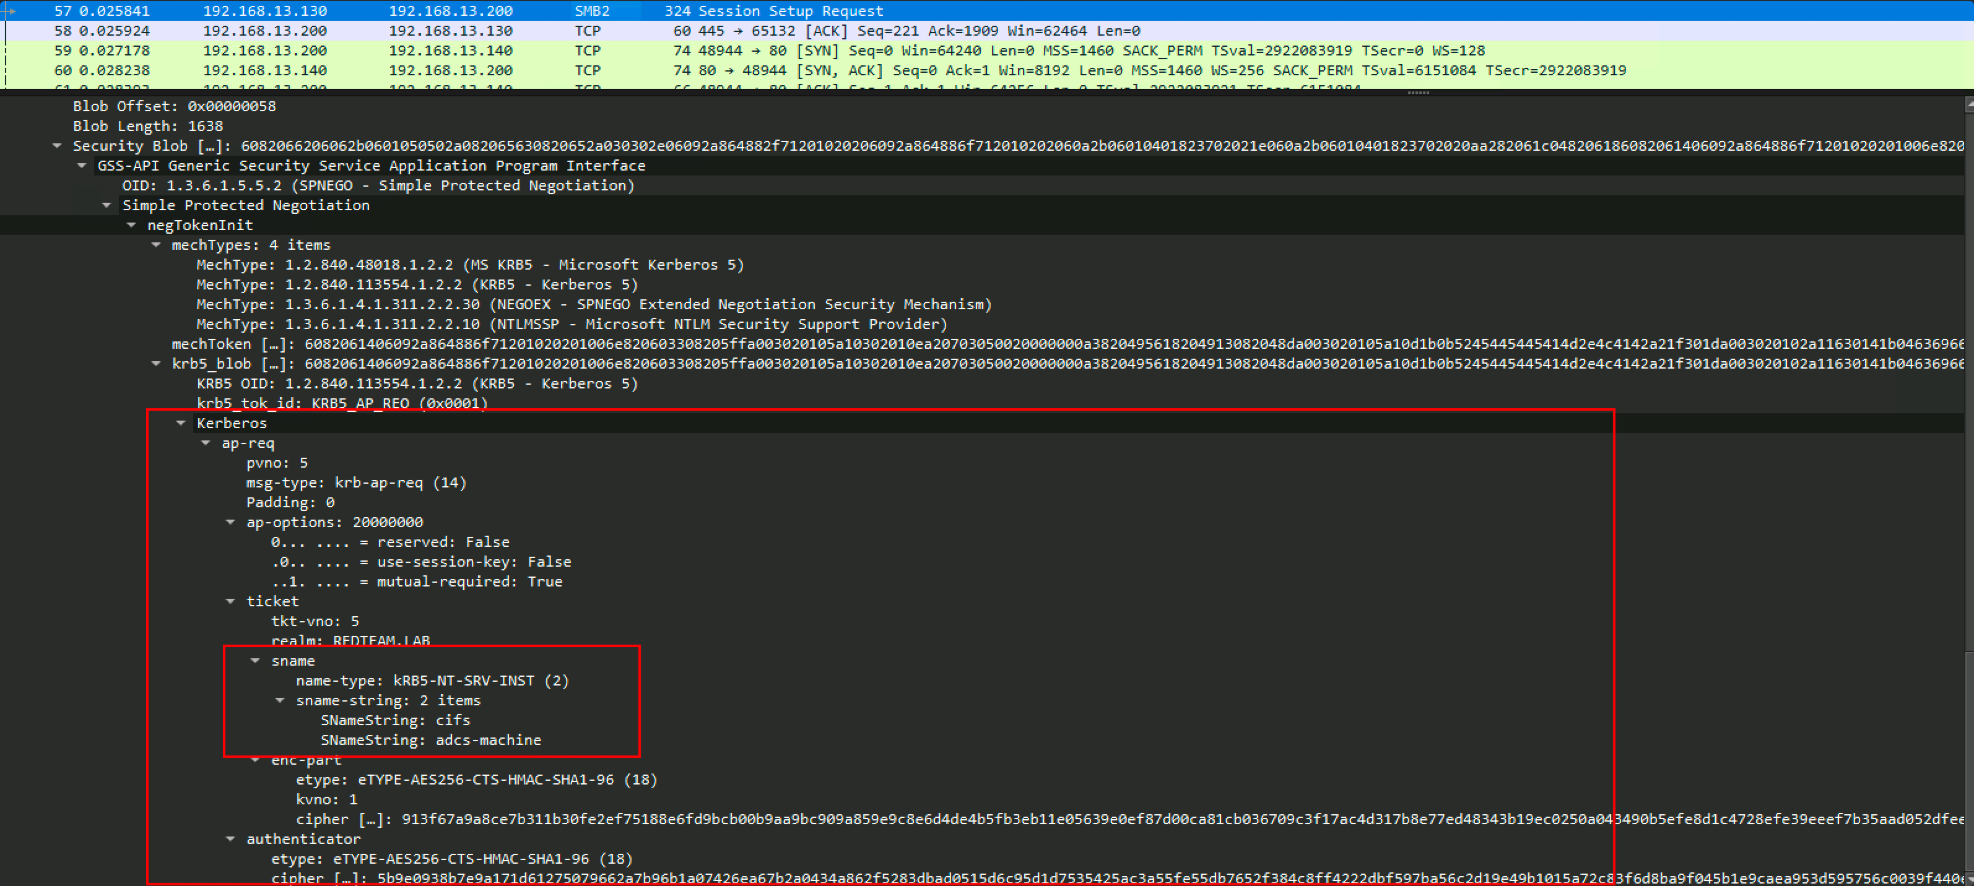 57 0.025841 192.168.13.130 192.168.13.200 SMB2 324 Session Setup Request
58 0.025924 192.168.13.200 192.168.13.130 TCP 60 445 → 65132 [ACK] Seq=221 Ack=1909 Win=62464 Len=0
59 0.027178 192.168.13.200 192.168.13.140 TCP 74 48944 → 80 [SYN] Seq=0 Win=64240 Len=0 MSS=1460 SACK_PERM TSval=2922083919 TSecr=0 WS=128
60 0.028238 192.168.13.140 192.168.13.200 TCP 74 80 → 48944 [SYN, ACK] Seq=0 Ack=1 Win=8192 Len=0 MSS=1460 WS=256 SACK_PERM TSval=6151084 TSecr=2922083919
Blob Offset: 0x00000058
Blob Length: 1638
Security Blob […]:
GSS-API Generic Security Service Application Program Interface
OID: 1.3.6.1.5.5.2 (SPNEGO - Simple Protected Negotiation)
Simple Protected Negotiation
negTokenInit
mechTypes: 4 items
MechType: 1.2.840.48018.1.2.2 (MS KRB5 - Microsoft Kerberos 5)
MechType: 1.2.840.113554.1.2.2 (KRB5 - Kerberos 5)
MechType: 1.3.6.1.4.1.311.2.2.30 (NEGOEX - SPNEGO Extended Negotiation Security Mechanism)
MechType: 1.3.6.1.4.1.311.2.2.10 (NTLMSSP - Microsoft NTLM Security Support Provider)
mechToken […]:
krb5_blob […]:
KRB5 OID: 1.2.840.113554.1.2.2 (KRB5 - Kerberos 5)
krb5_tok_id: KRB5_AP_REQ (0x0001)
Kerberos
ap-req
pvno: 5
msg-type: krb-ap-req (14)
Padding: 0
ap-options: 20000000
0... .... = reserved: False
.0.. .... = use-session-key: False
..1. .... = mutual-required: True
ticket
tkt-vno: 5
realm: REDTEAM.LAB
sname
name-type: kRB5-NT-SRV-INST (2)
sname-string: 2 items
SNameString: cifs
SNameString: adcs-machine
enc-part
etype: eTYPE-AES256-CTS-HMAC-SHA1-96 (18)
kvno: 1
cipher […]:
authenticator
etype: eTYPE-AES256-CTS-HMAC-SHA1-96 (18)
cipher […]: